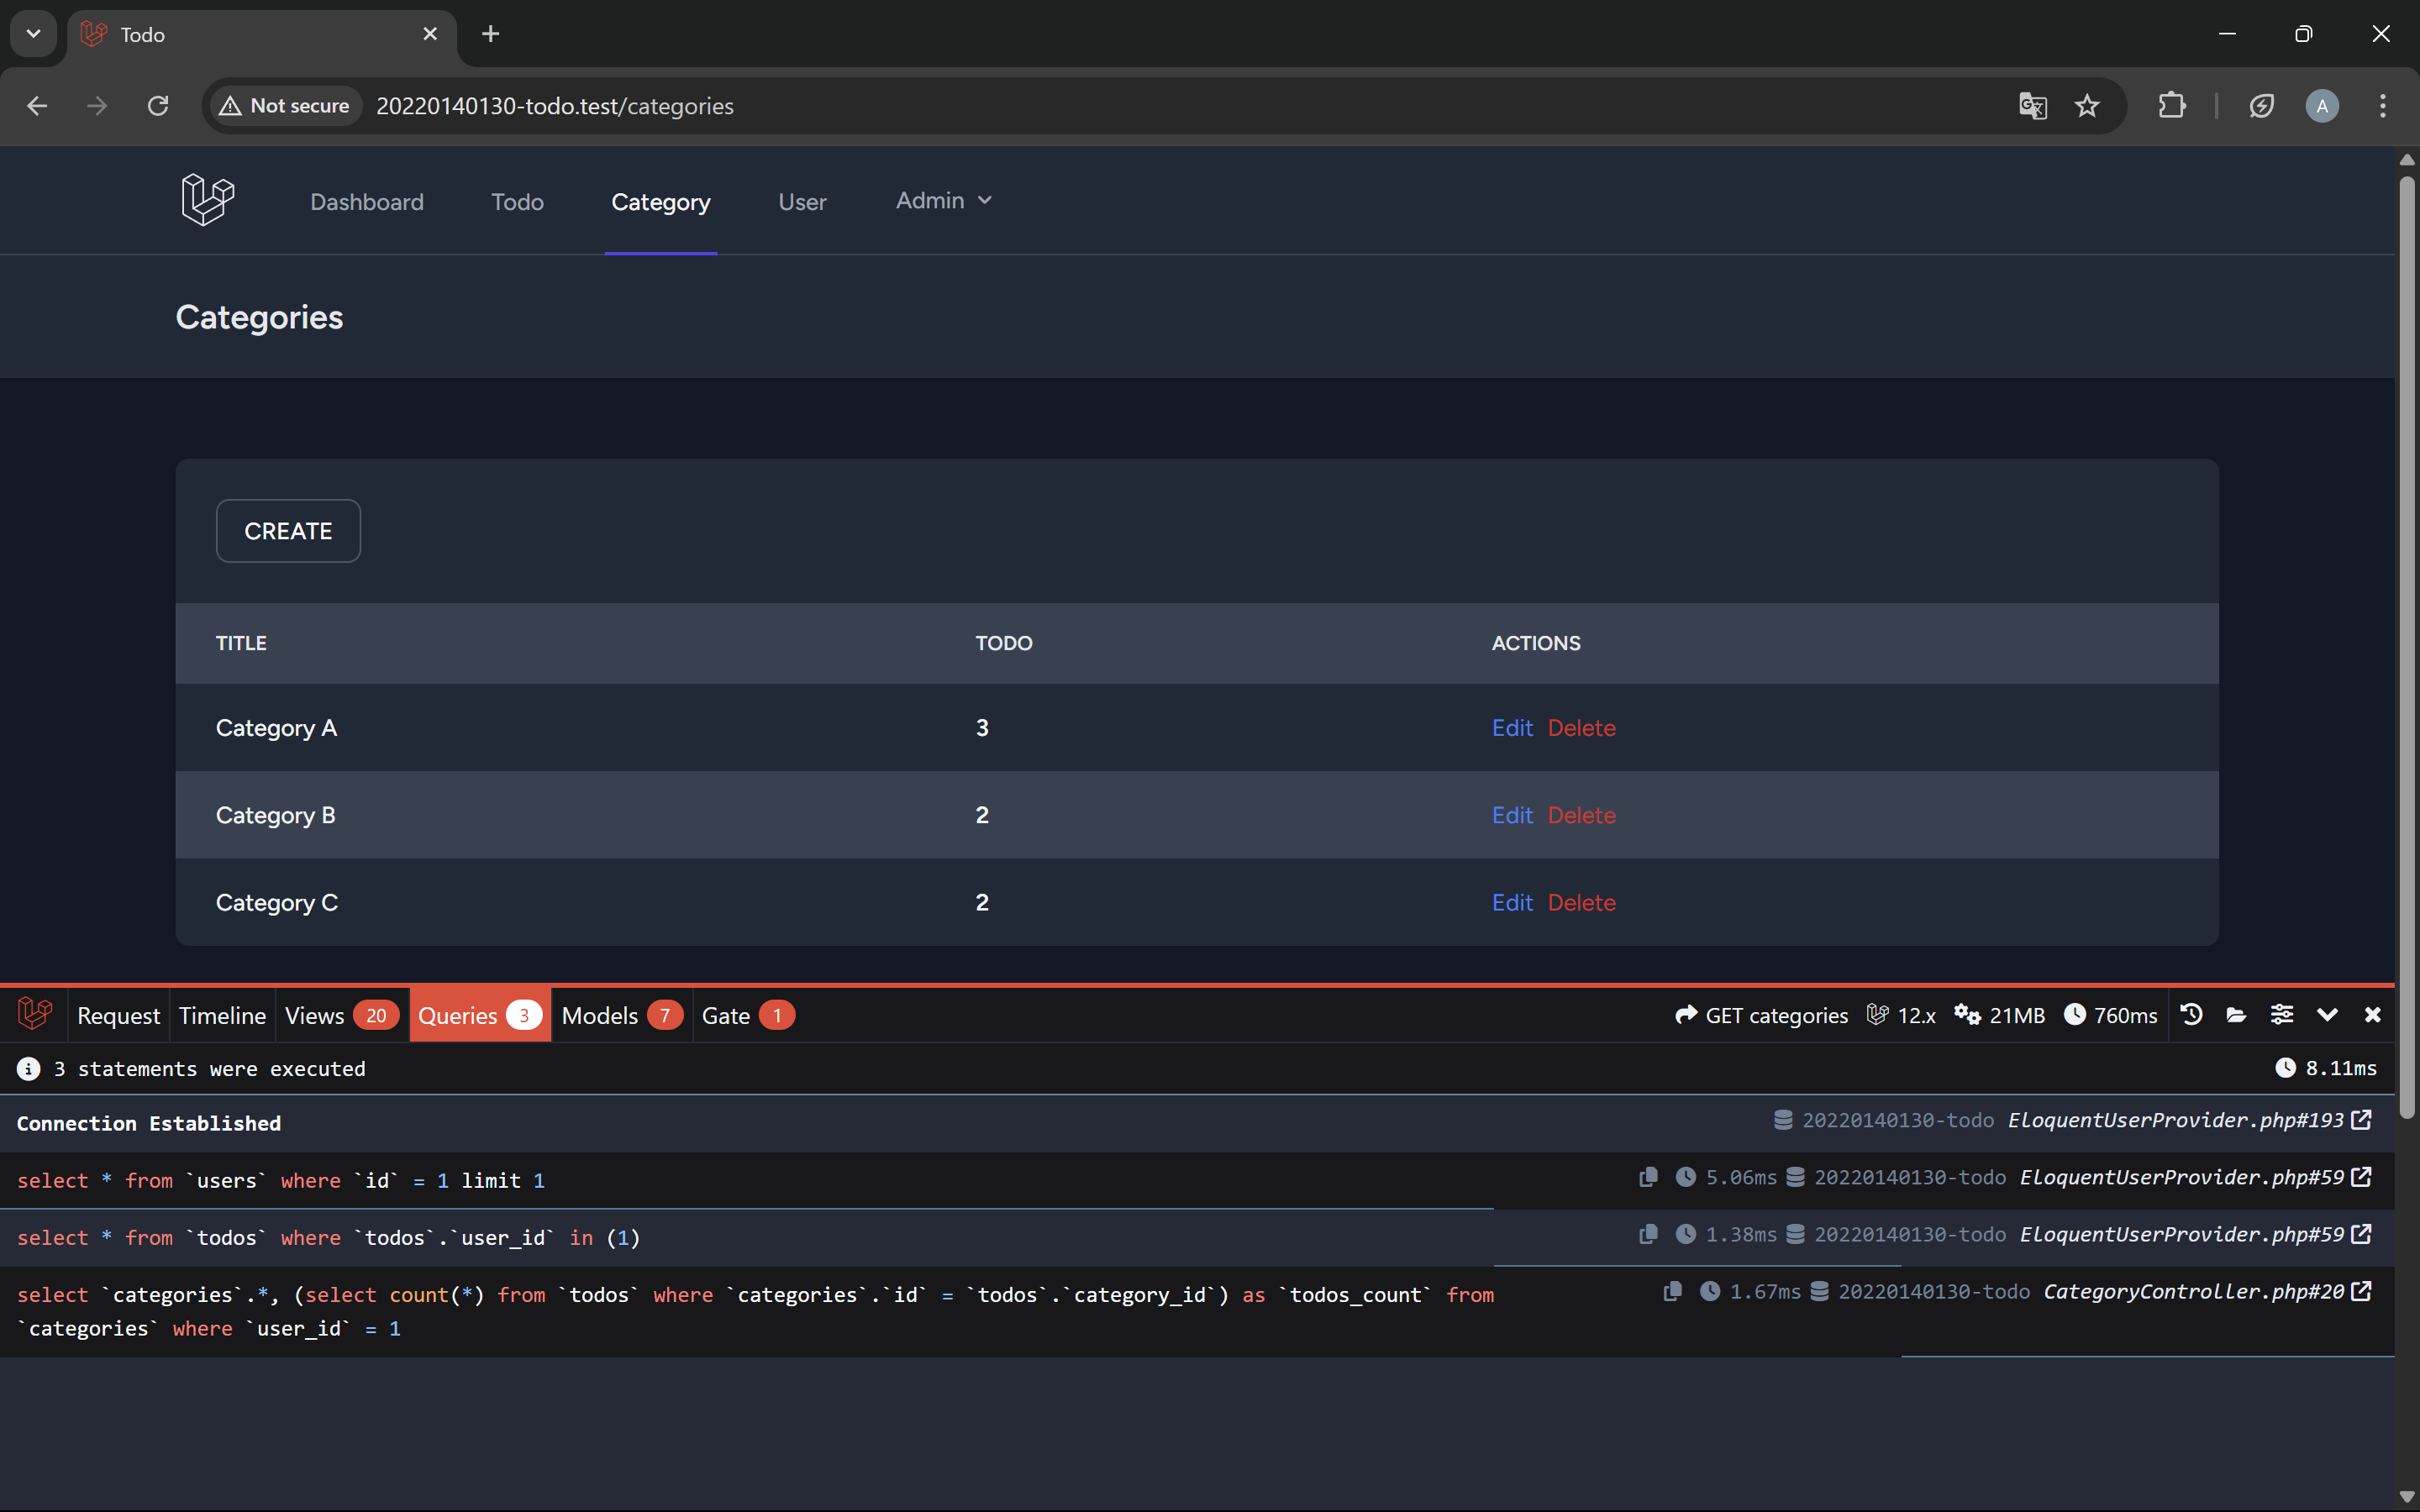 Todo
Not secure 20220140130-todo.test/categories A
Dashboard Todo Category User Admin
Categories
CREATE
TITLE TODO ACTIONS
Category A 3 Edit Delete
Category B 2 Edit Delete
Category C 2 Edit Delete
Request Timeline Views 20 Queries 3 Models 7 Gate 1 GET categories 12.x 21MB 760ms
3 statements were executed 8.11ms
Connection Established 20220140130-todo EloquentUserProvider.php#193
select * from `users` where `id` = 1 limit 1 5.06ms 20220140130-todo EloquentUserProvider.php#59
select * from `todos` where `todos`.`user_id` in (1) 1.38ms 20220140130-todo EloquentUserProvider.php#59
select `categories`.*, (select count(*) from `todos` where `categories`.`id` = `todos`.`category_id`) as `todos_count` from 1.67ms 20220140130-todo CategoryController.php#20
`categories` where `user_id` = 1